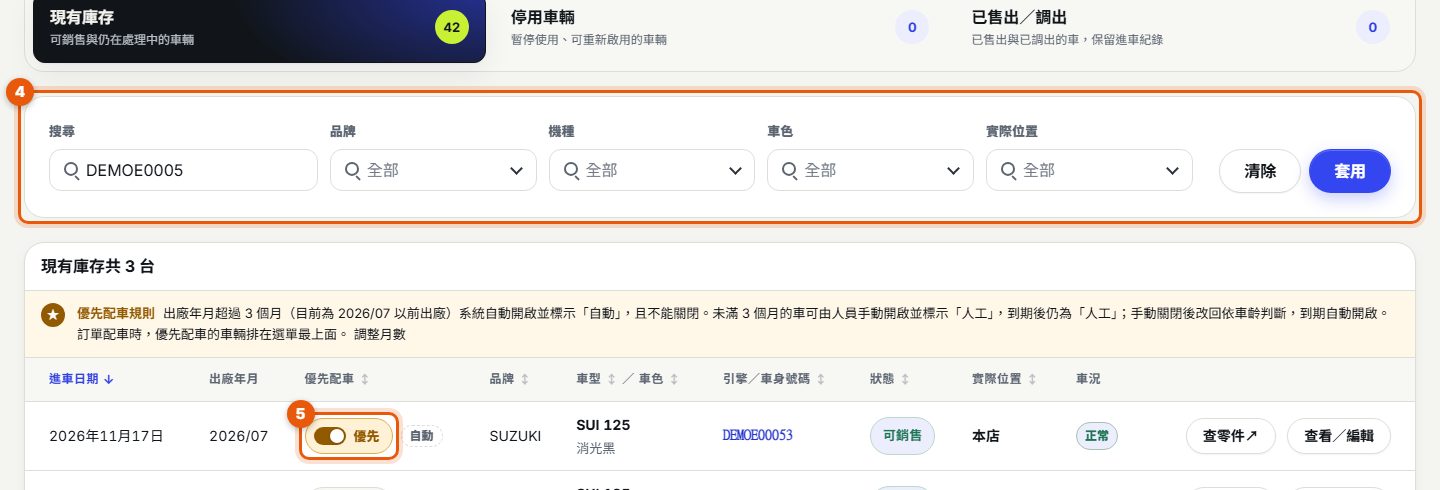 現有庫存
可銷售與仍在處理中的車輛
42
停用車輛
暫停使用、可重新啟用的車輛
0
已售出／調出
已售出與已調出的車，保留進車紀錄
0
4
搜尋 品牌 機種 車色 實際位置
DEMOE0005 全部 全部 全部 全部 清除 套用
現有庫存共 3 台
優先配車規則 出廠年月超過 3 個月（目前為 2026/07 以前出廠）系統自動開啟並標示「自動」，且不能關閉。未滿 3 個月的車可由人員手動開啟並標示「人工」，到期後仍為「人工」；手動關閉後改回依車齡判斷，到期自動開啟。
訂單配車時，優先配車的車輛排在選單最上面。 調整月數
進車日期 ↓ 出廠年月 優先配車 ↕ 品牌 ↕ 車型 ↕ ／ 車色 ↕ 引擎／車身號碼 ↕ 狀態 ↕ 實際位置 ↕ 車況
5
2026年11月17日 2026/07 優先 自動 SUZUKI SUI 125 DEMOE00053 可銷售 本店 正常 查零件↗ 查看／編輯
消光黑